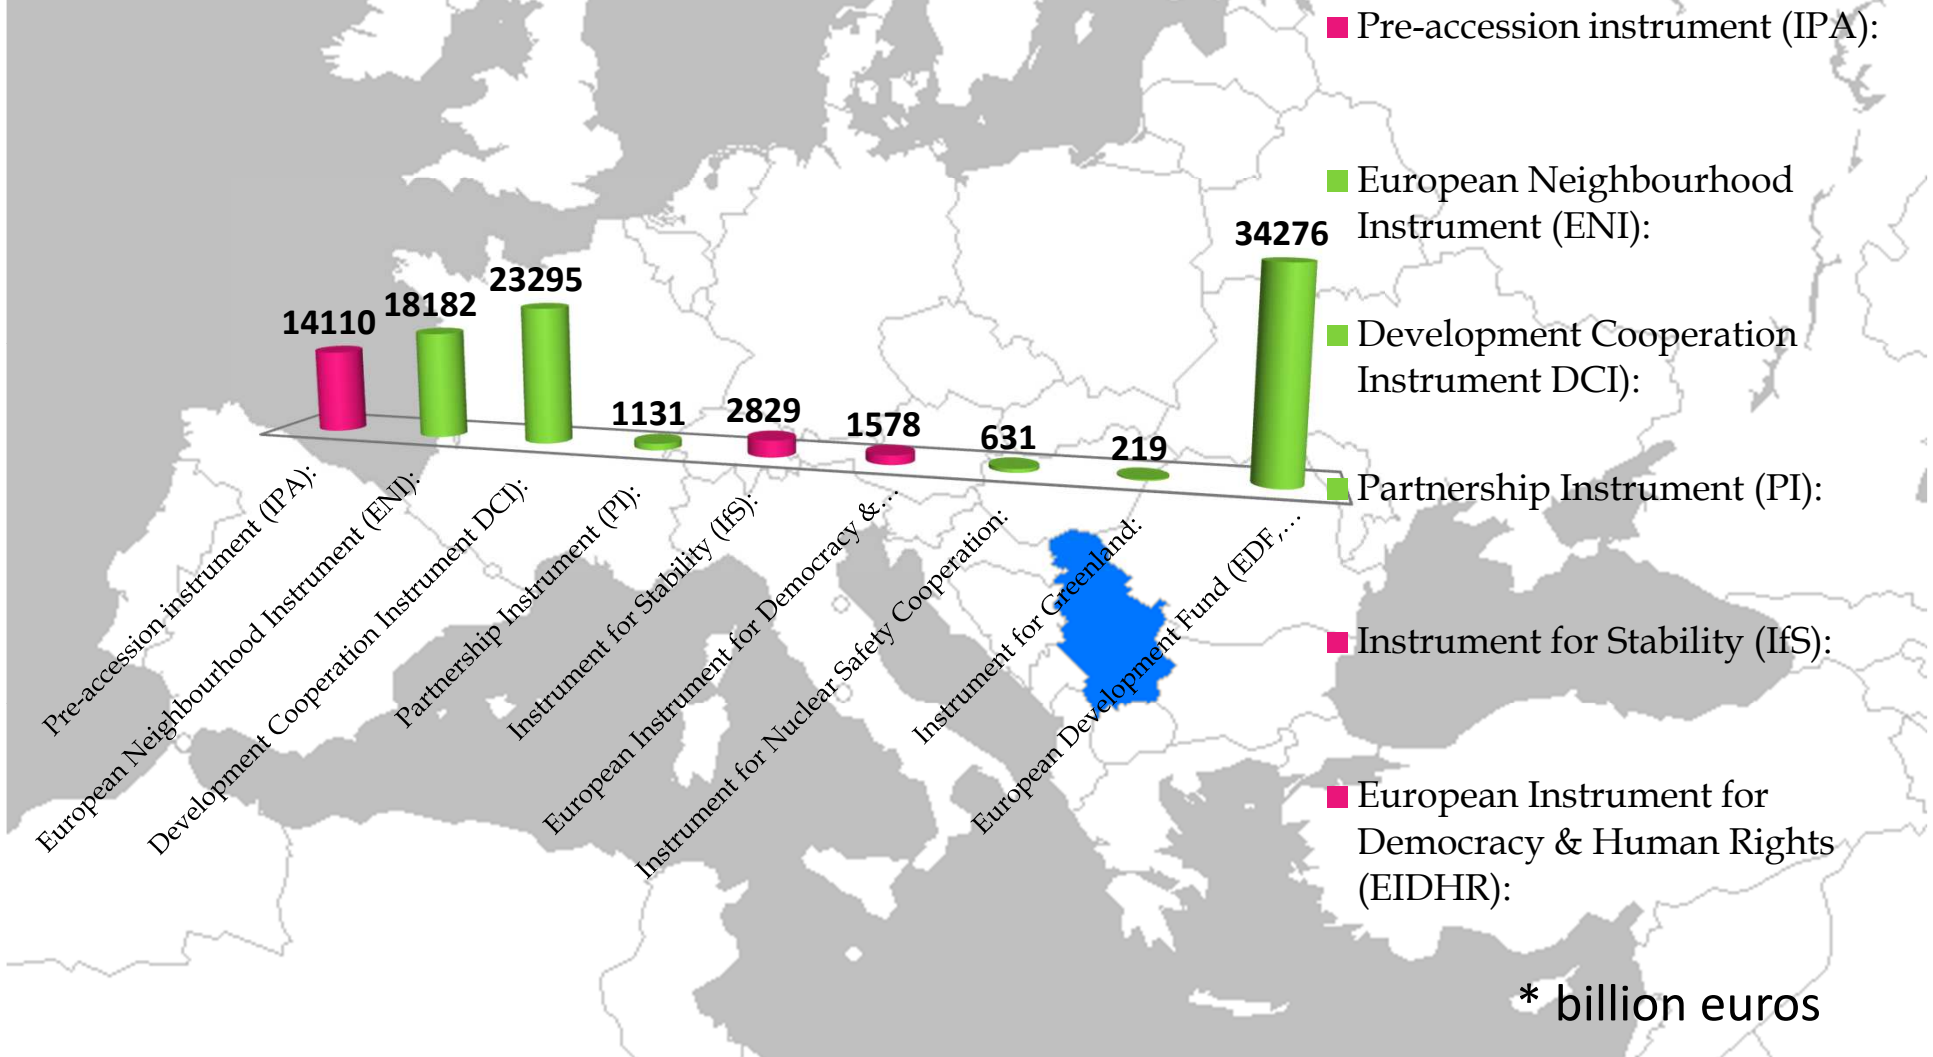 14110
18182
23295
1131
2829
1578
631
219
34276
Pre-accession instrument (IPA):
European Neighbourhood Instrument (ENI):
Development Cooperation Instrument DCI):
Partnership Instrument (PI):
Instrument for Stability (IfS):
European Instrument for Democracy &…
Instrument for Nuclear Safety Cooperation:
Instrument for Greenland:
European Development Fund (EDF,…
Pre-accession instrument (IPA):
European Neighbourhood
Instrument (ENI):
Development Cooperation
Instrument DCI):
Partnership Instrument (PI):
Instrument for Stability (IfS):
European Instrument for
Democracy & Human Rights
(EIDHR):
* billion euros